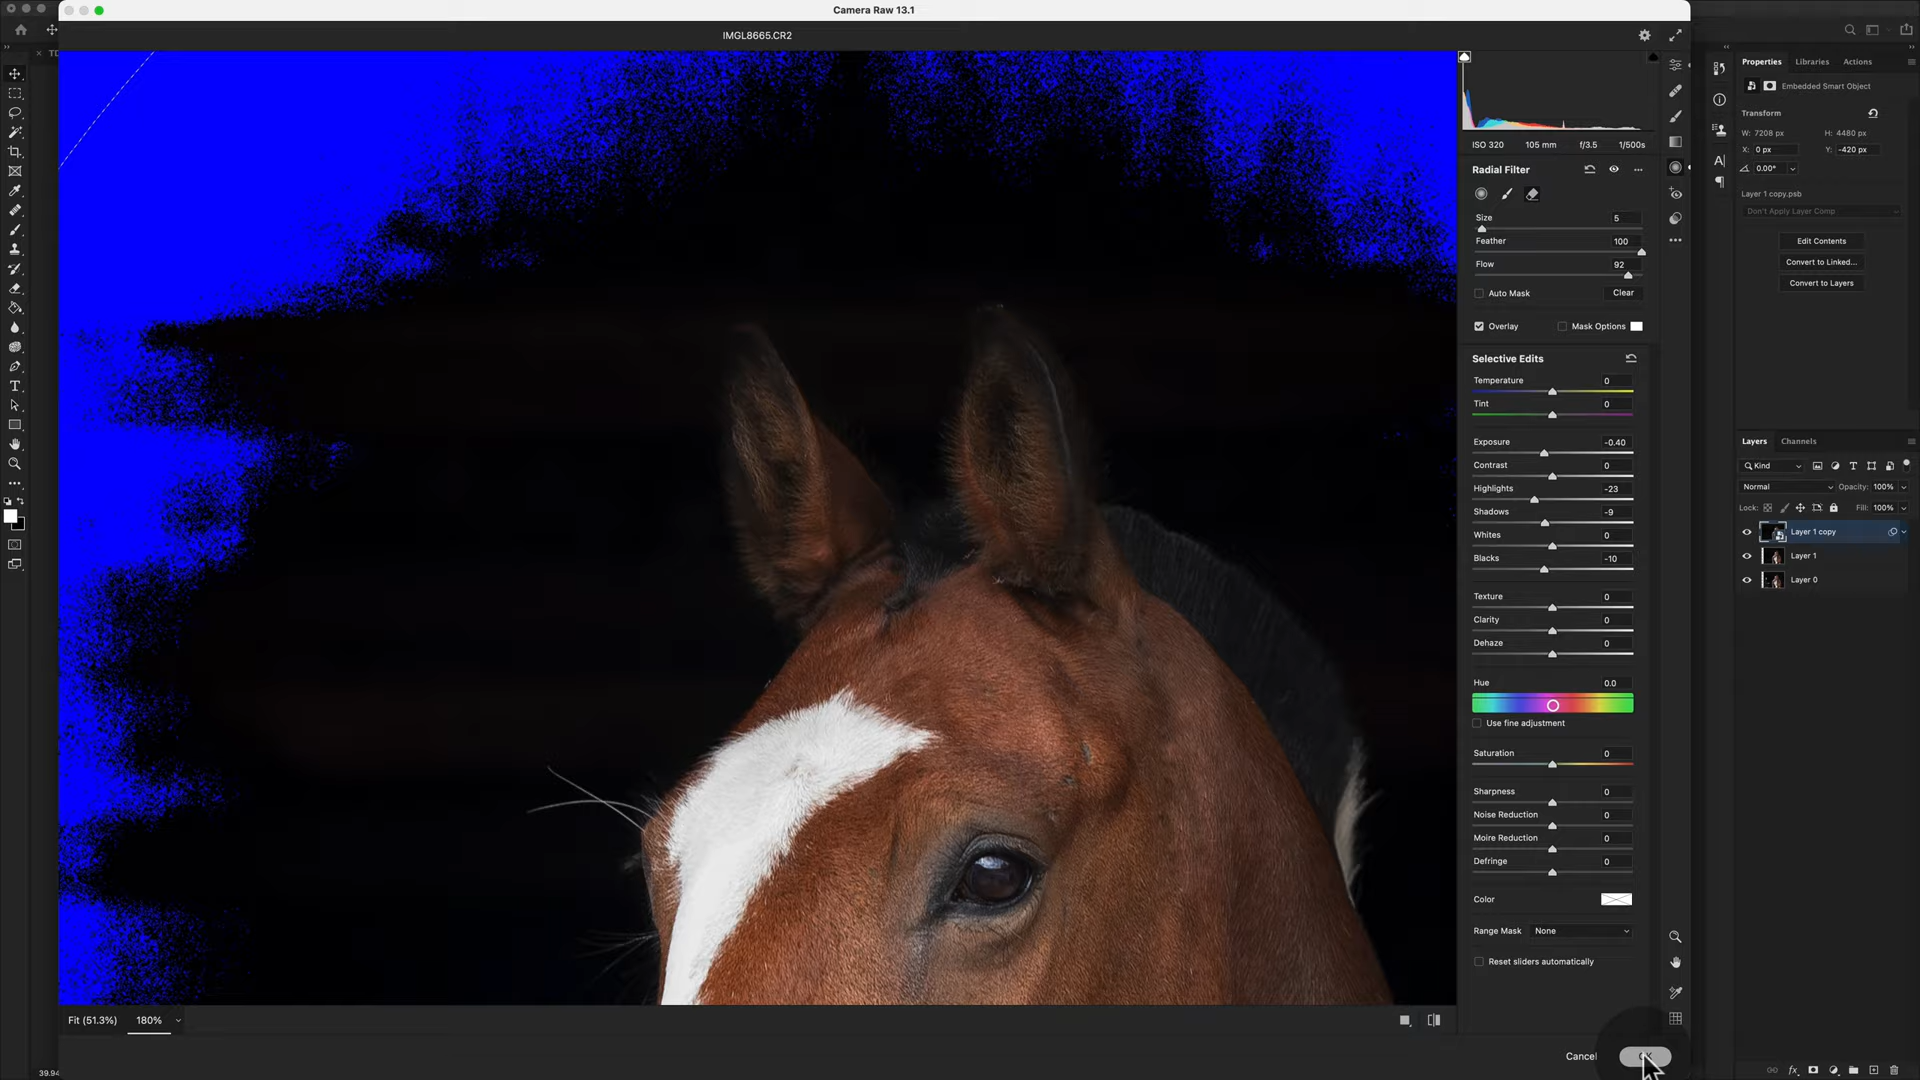 Camera Raw 13.1
IMGL8665.CR2
ISO 320 105 mm f/3.5 1/500s
Radial Filter
Size 5
Feather 100
Flow 92
Auto Mask Clear
Overlay Mask Options
Selective Edits
Temperature 0
Tint 0
Exposure -0.40
Contrast 0
Highlights -23
Shadows -9
Whites 0
Blacks -10
Texture 0
Clarity 0
Dehaze 0
Hue 0.0
Use fine adjustment
Saturation 0
Sharpness 0
Noise Reduction 0
Moire Reduction 0
Defringe 0
Color
Range Mask None
Reset sliders automatically
Fit (51.3%) 180%
Cancel
39.94
Properties Libraries Actions
Embedded Smart Object
Transform
W: 7208 px H: 4480 px
X: 0 px Y: -420 px
0.00°
Layer 1 copy.psb
Don't Apply Layer Comp
Edit Contents
Convert to Linked...
Convert to Layers
Layers Channels
Kind
Normal Opacity: 100%
Lock: Fill: 100%
Layer 1 copy
Layer 1
Layer 0